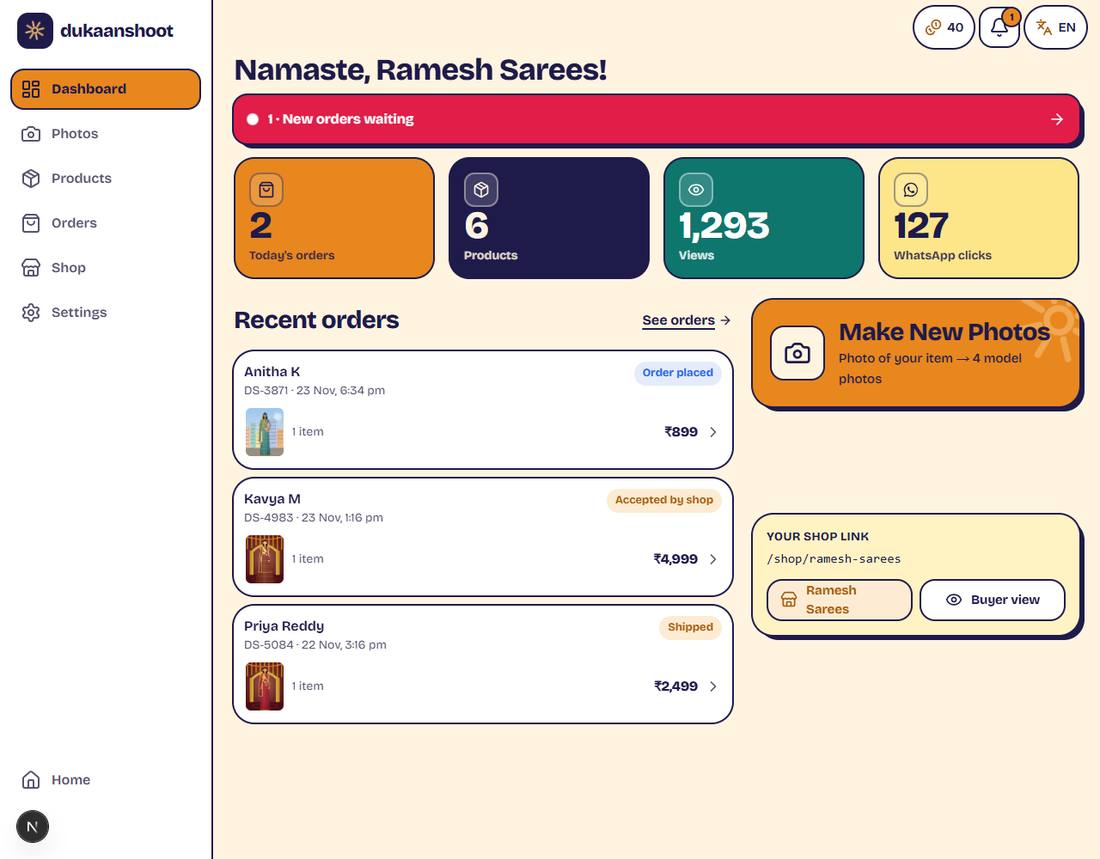 dukaanshoot
40
1
EN
Dashboard
Photos
Products
Orders
Shop
Settings
Home
N
Namaste, Ramesh Sarees!
1 · New orders waiting
2
Today's orders
6
Products
1,293
Views
127
WhatsApp clicks
Recent orders
See orders →
Anitha K
Order placed
DS-3871 · 23 Nov, 6:34 pm
1 item
₹899
Kavya M
Accepted by shop
DS-4983 · 23 Nov, 1:16 pm
1 item
₹4,999
Priya Reddy
Shipped
DS-5084 · 22 Nov, 3:16 pm
1 item
₹2,499
Make New Photos
Photo of your item → 4 model
photos
YOUR SHOP LINK
/shop/ramesh-sarees
Ramesh
Sarees
Buyer view